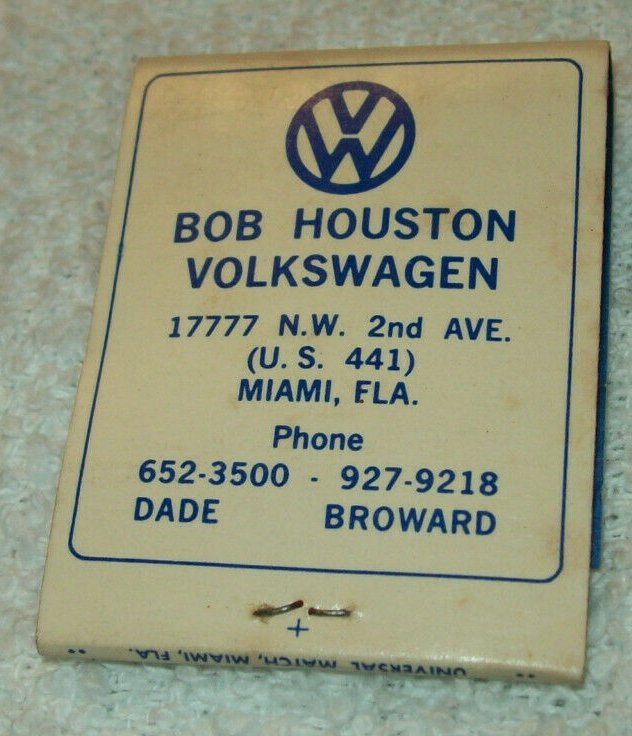 BOB HOUSTON
VOLKSWAGEN
17777 N.W. 2nd AVE.
(U. S. 441)
MIAMI, FLA.
Phone
652-3500 - 927-9218
DADE BROWARD
UNIVERSAL MATCH, MIAMI, FLA.